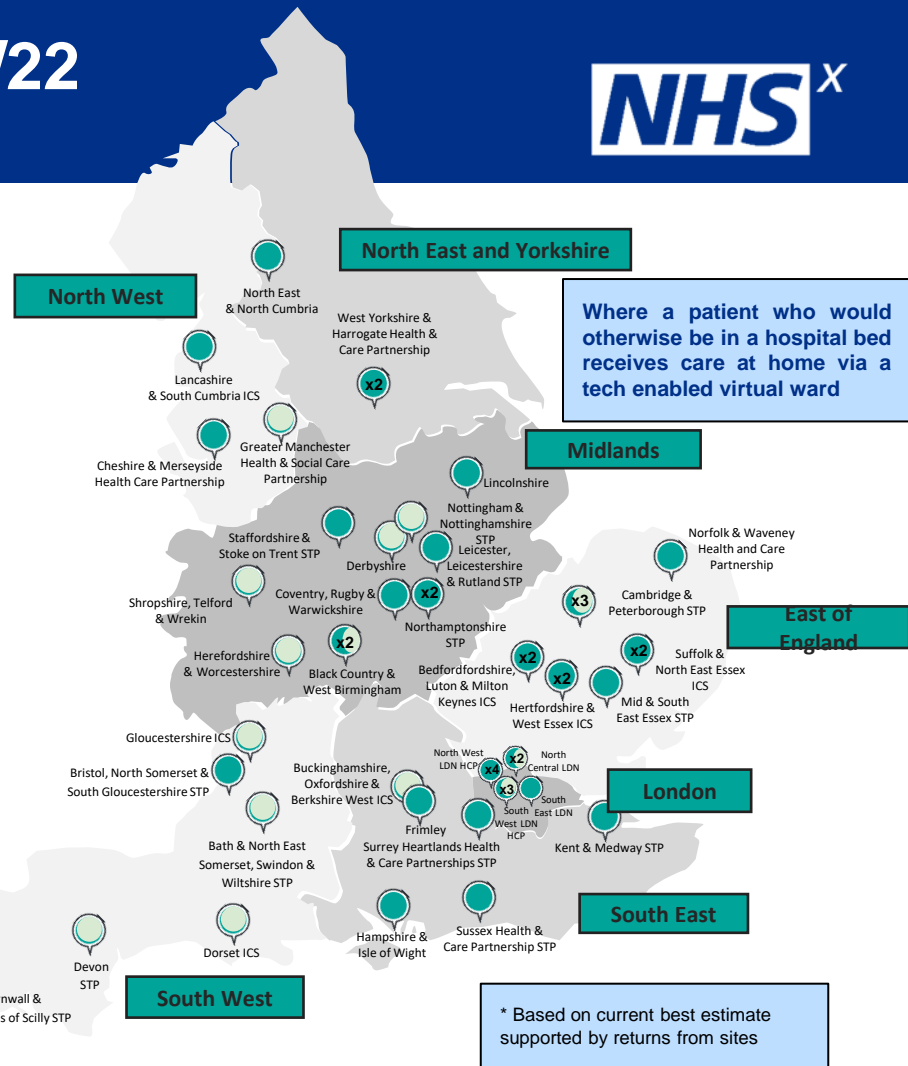 /22
NHS X
North East and Yorkshire
North West
North East
& North Cumbria
West Yorkshire &
Harrogate Health &
Care Partnership
x2
Where a patient who would
otherwise be in a hospital bed
receives care at home via a
tech enabled virtual ward
Lancashire
& South Cumbria ICS
Greater Manchester
Health & Social Care
Partnership
Cheshire & Merseyside
Health Care Partnership
Midlands
Lincolnshire
Nottingham &
Nottinghamshire
STP
Staffordshire &
Stoke on Trent STP
Derbyshire
Leicester,
Leicestershire
& Rutland STP
Norfolk & Waveney
Health and Care
Partnership
Shropshire, Telford
& Wrekin
Coventry, Rugby &
Warwickshire
x2
Northamptonshire
STP
x3
Cambridge &
Peterborough STP
East of
England
Herefordshire
& Worcestershire
x2
Black Country &
West Birmingham
x2
Bedfordfordshire,
Luton & Milton
Keynes ICS
x2
Hertfordshire &
West Essex ICS
x2
Suffolk &
North East Essex
ICS
Mid & South
East Essex STP
Gloucestershire ICS
Bristol, North Somerset &
South Gloucestershire STP
Buckinghamshire,
Oxfordshire &
Berkshire West ICS
North West
LDN HCP
x4
x2
North
Central LDN
x3
South
West LDN
HCP
South
East LDN
London
Frimley
Surrey Heartlands Health
& Care Partnerships STP
Kent & Medway STP
Bath & North East
Somerset, Swindon &
Wiltshire STP
South East
Hampshire &
Isle of Wight
Sussex Health &
Care Partnership STP
Dorset ICS
Devon
STP
South West
rnwall &
s of Scilly STP
* Based on current best estimate
supported by returns from sites